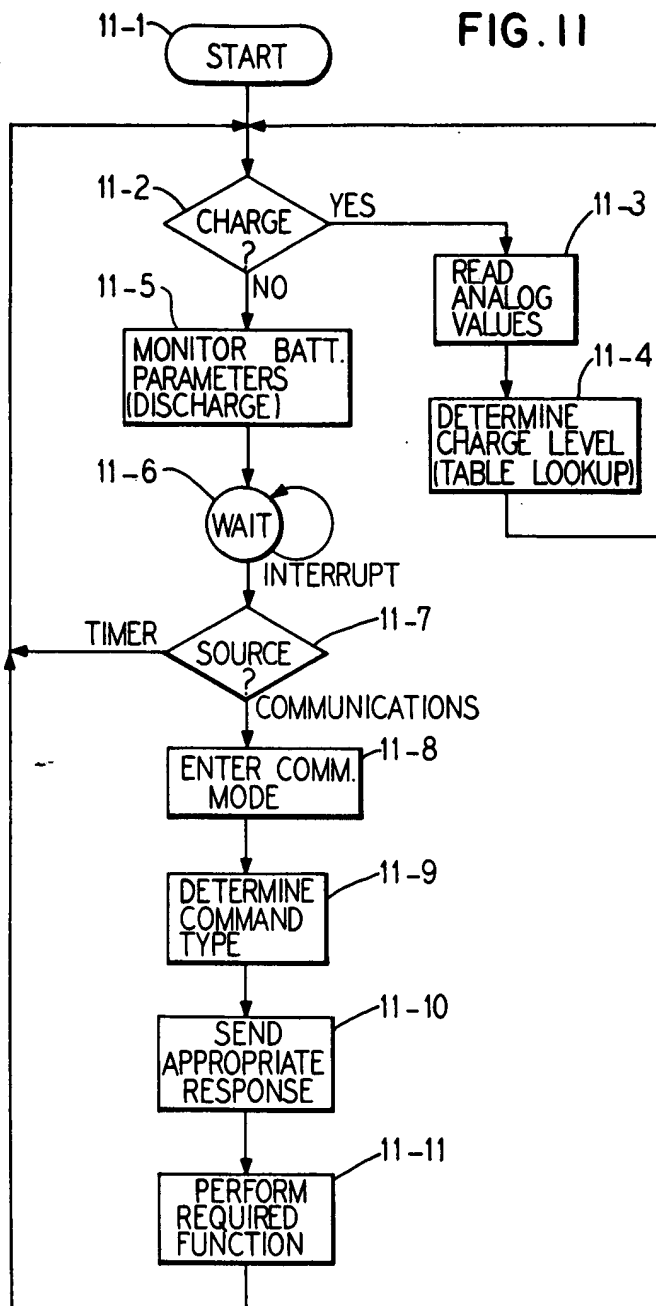 FIG. 11
11-1
START
11-2
CHARGE
?
YES
NO
11-3
READ
ANALOG
VALUES
11-4
DETERMINE
CHARGE LEVEL
(TABLE LOOKUP)
11-5
MONITOR BATT.
PARAMETERS
(DISCHARGE)
11-6
WAIT
INTERRUPT
11-7
TIMER
SOURCE
?
COMMUNICATIONS
11-8
ENTER COMM.
MODE
11-9
DETERMINE
COMMAND
TYPE
11-10
SEND
APPROPRIATE
RESPONSE
11-11
PERFORM
REQUIRED
FUNCTION